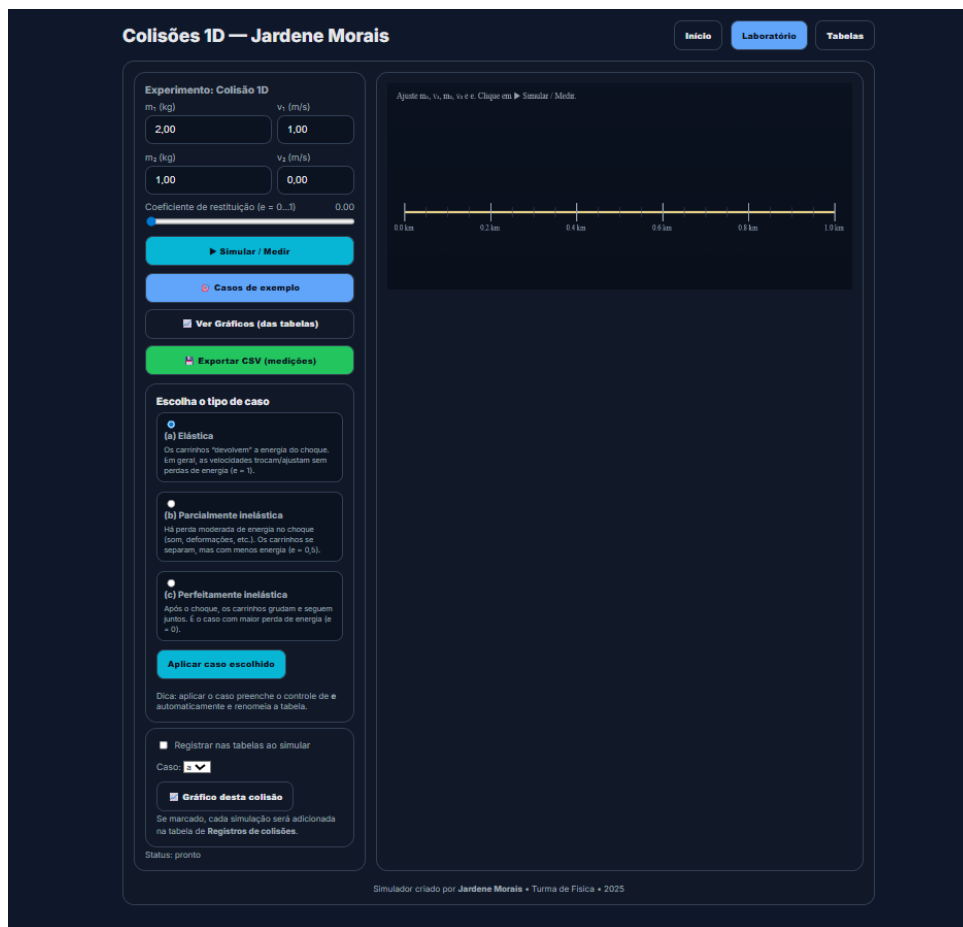 Colisões 1D — Jardene Morais
Início
Laboratório
Tabelas
Experimento: Colisão 1D
m₁ (kg)
v₁ (m/s)
2,00
1,00
m₂ (kg)
v₂ (m/s)
1,00
0,00
Coeficiente de restituição (e = 0…1)
0.00
▶ Simular / Medir
🎯 Casos de exemplo
📈 Ver Gráficos (das tabelas)
💾 Exportar CSV (medições)
Escolha o tipo de caso
(a) Elástica
Os carrinhos "devolvem" a energia do choque.
Em geral, as velocidades trocam/ajustam sem
perdas de energia (e = 1).
(b) Parcialmente inelástica
Há perda moderada de energia no choque
(som, deformações, etc.). Os carrinhos se
separam, mas com menos energia (e = 0,5).
(c) Perfeitamente inelástica
Após o choque, os carrinhos grudam e seguem
juntos. É o caso com maior perda de energia (e
= 0).
Aplicar caso escolhido
Dica: aplicar o caso preenche o controle de e
automaticamente e renomeia a tabela.
Registrar nas tabelas ao simular
Caso: a
📈 Gráfico desta colisão
Se marcado, cada simulação será adicionada
na tabela de Registros de colisões.
Status: pronto
Ajuste m₁, v₁, m₂, v₂ e e. Clique em ▶ Simular / Medir.
0.0 km
0.2 km
0.4 km
0.6 km
0.8 km
1.0 km
Simulador criado por Jardene Morais • Turma de Física • 2025